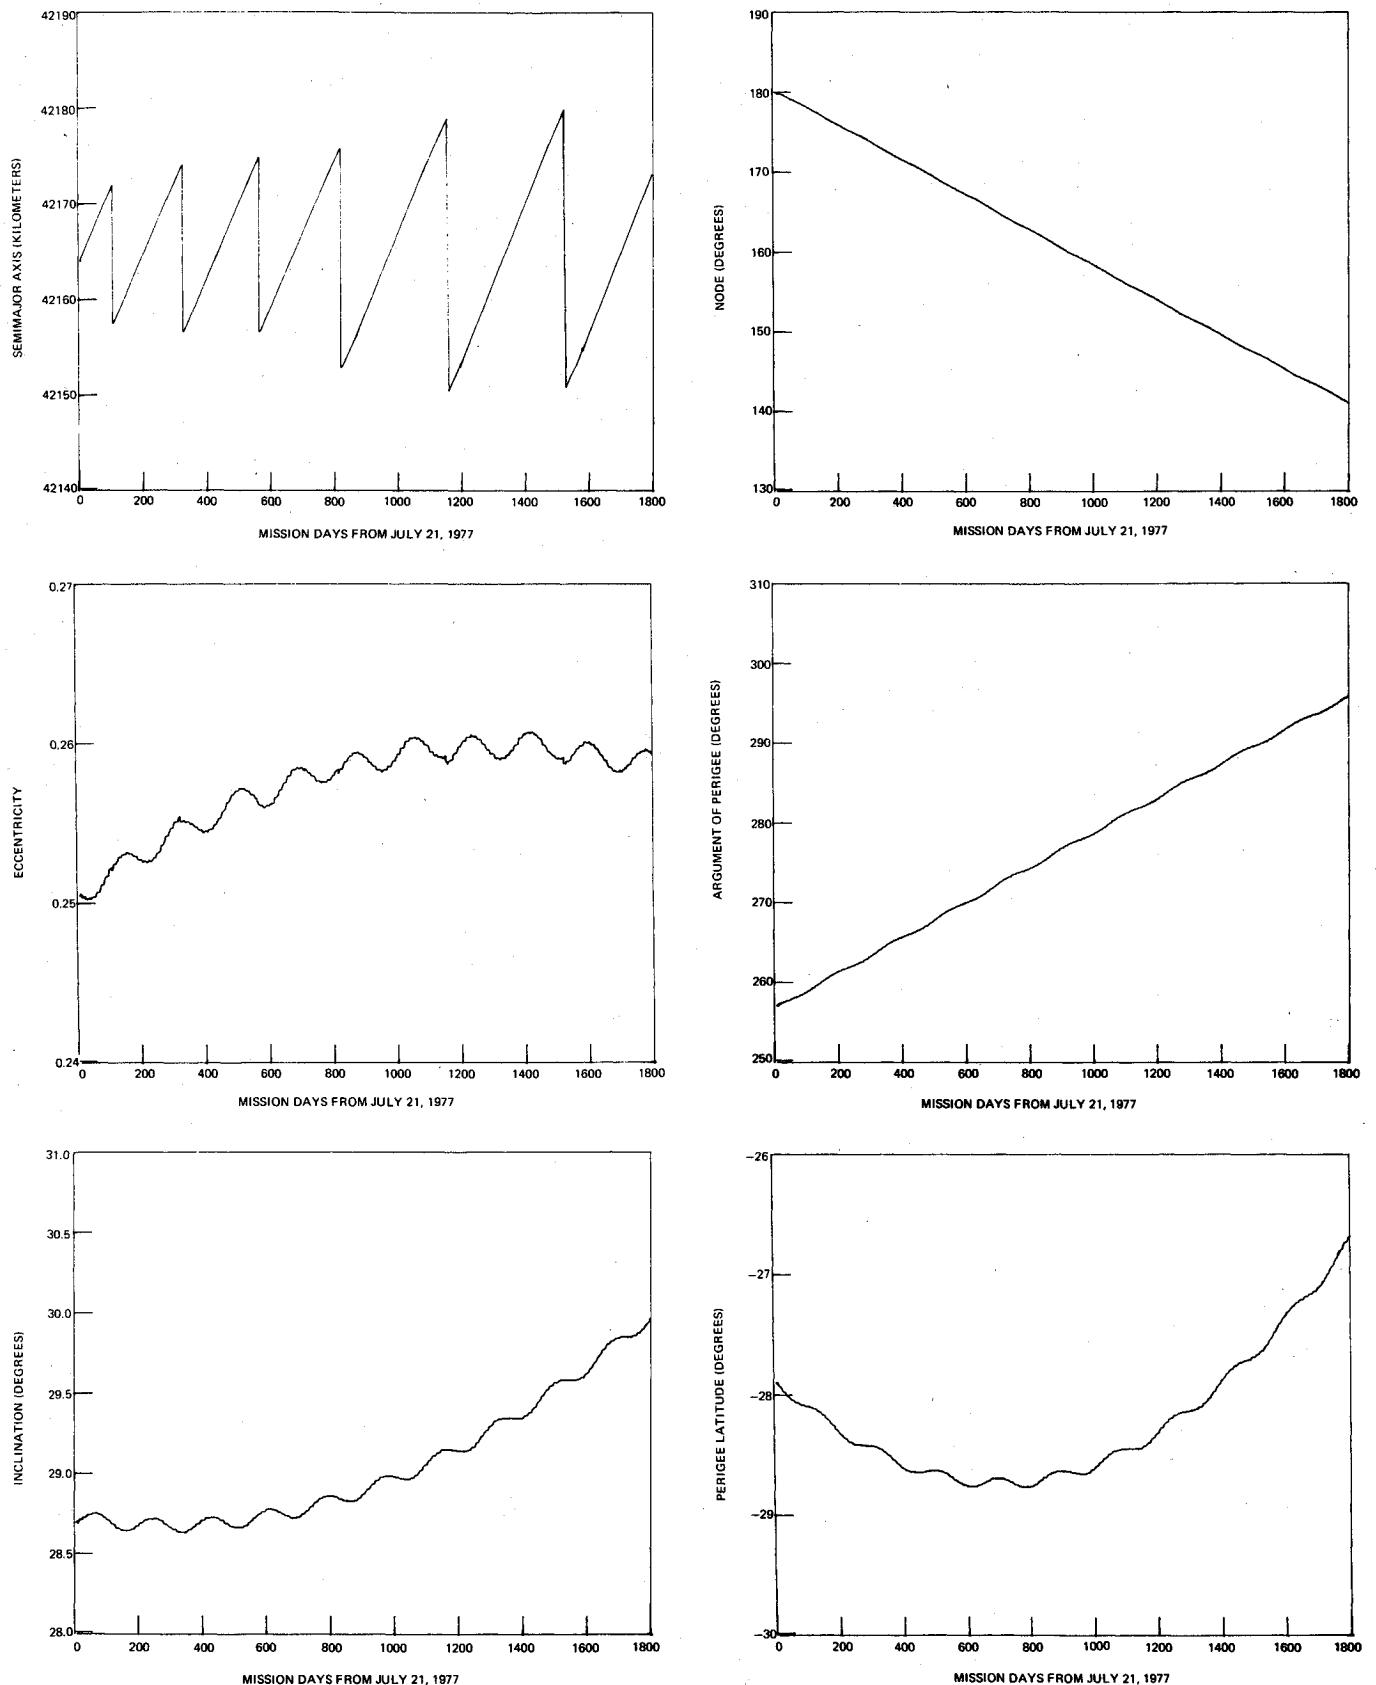 42190
42180
42170
42160
42150
42140
SEMIMAJOR AXIS (KILOMETERS)
0 200 400 600 800 1000 1200 1400 1600 1800
MISSION DAYS FROM JULY 21, 1977
190
180
170
160
150
140
130
NODE (DEGREES)
0 200 400 600 800 1000 1200 1400 1600 1800
MISSION DAYS FROM JULY 21, 1977
0.27
0.26
0.25
0.24
ECCENTRICITY
0 200 400 600 800 1000 1200 1400 1600 1800
MISSION DAYS FROM JULY 21, 1977
310
300
290
280
270
260
250
ARGUMENT OF PERIGEE (DEGREES)
0 200 400 600 800 1000 1200 1400 1600 1800
MISSION DAYS FROM JULY 21, 1977
31.0
30.5
30.0
29.5
29.0
28.5
28.0
INCLINATION (DEGREES)
0 200 400 600 800 1000 1200 1400 1600 1800
MISSION DAYS FROM JULY 21, 1977
-26
-27
-28
-29
-30
PERIGEE LATITUDE (DEGREES)
0 200 400 600 800 1000 1200 1400 1600 1800
MISSION DAYS FROM JULY 21, 1977